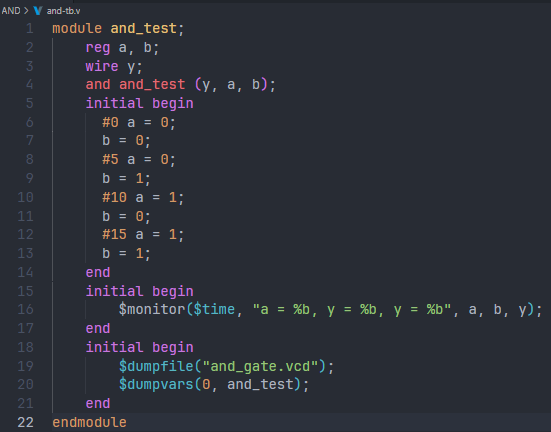 AND > and-tb.v
1 module and_test;
2 reg a, b;
3 wire y;
4 and and_test (y, a, b);
5 initial begin
6 #0 a = 0;
7 b = 0;
8 #5 a = 0;
9 b = 1;
10 #10 a = 1;
11 b = 0;
12 #15 a = 1;
13 b = 1;
14 end
15 initial begin
16 $monitor($time, "a = %b, y = %b, y = %b", a, b, y);
17 end
18 initial begin
19 $dumpfile("and_gate.vcd");
20 $dumpvars(0, and_test);
21 end
22 endmodule